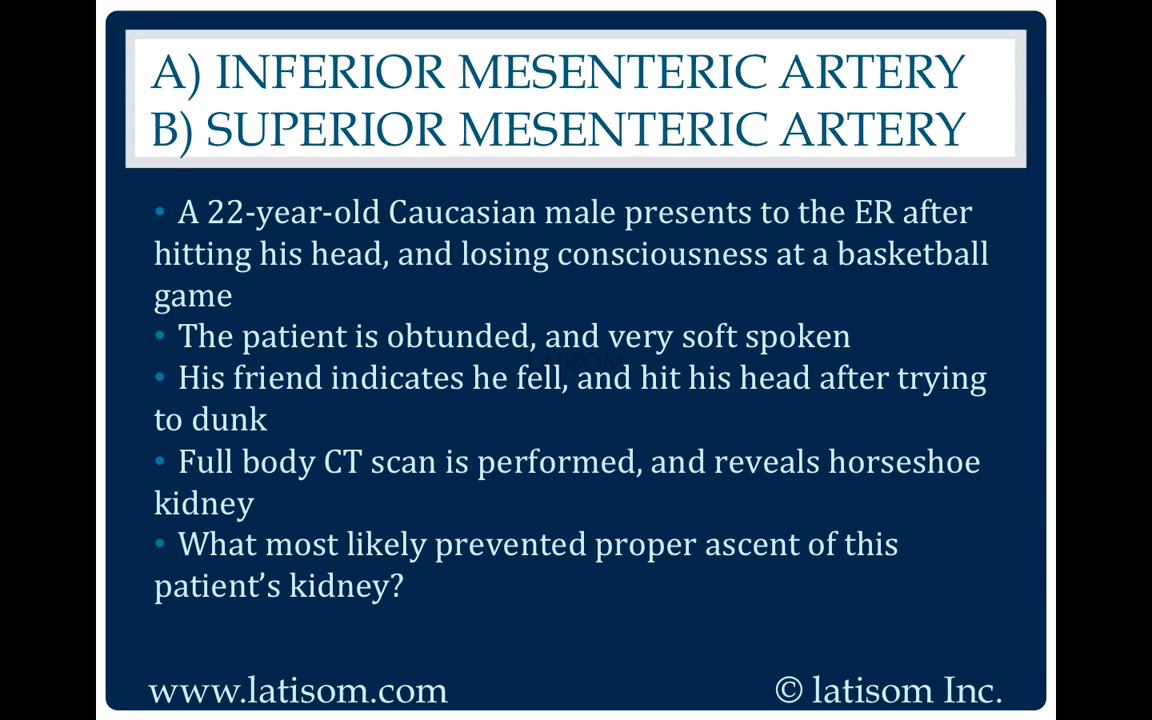 A) INFERIOR MESENTERIC ARTERY
B) SUPERIOR MESENTERIC ARTERY
• A 22-year-old Caucasian male presents to the ER after
hitting his head, and losing consciousness at a basketball
game
• The patient is obtunded, and very soft spoken
LATISOM
• His friend indicates he fell, and hit his head after trying
to dunk
• Full body CT scan is performed, and reveals horseshoe
kidney
• What most likely prevented proper ascent of this
patient’s kidney?
www.latisom.com
© latisom Inc.